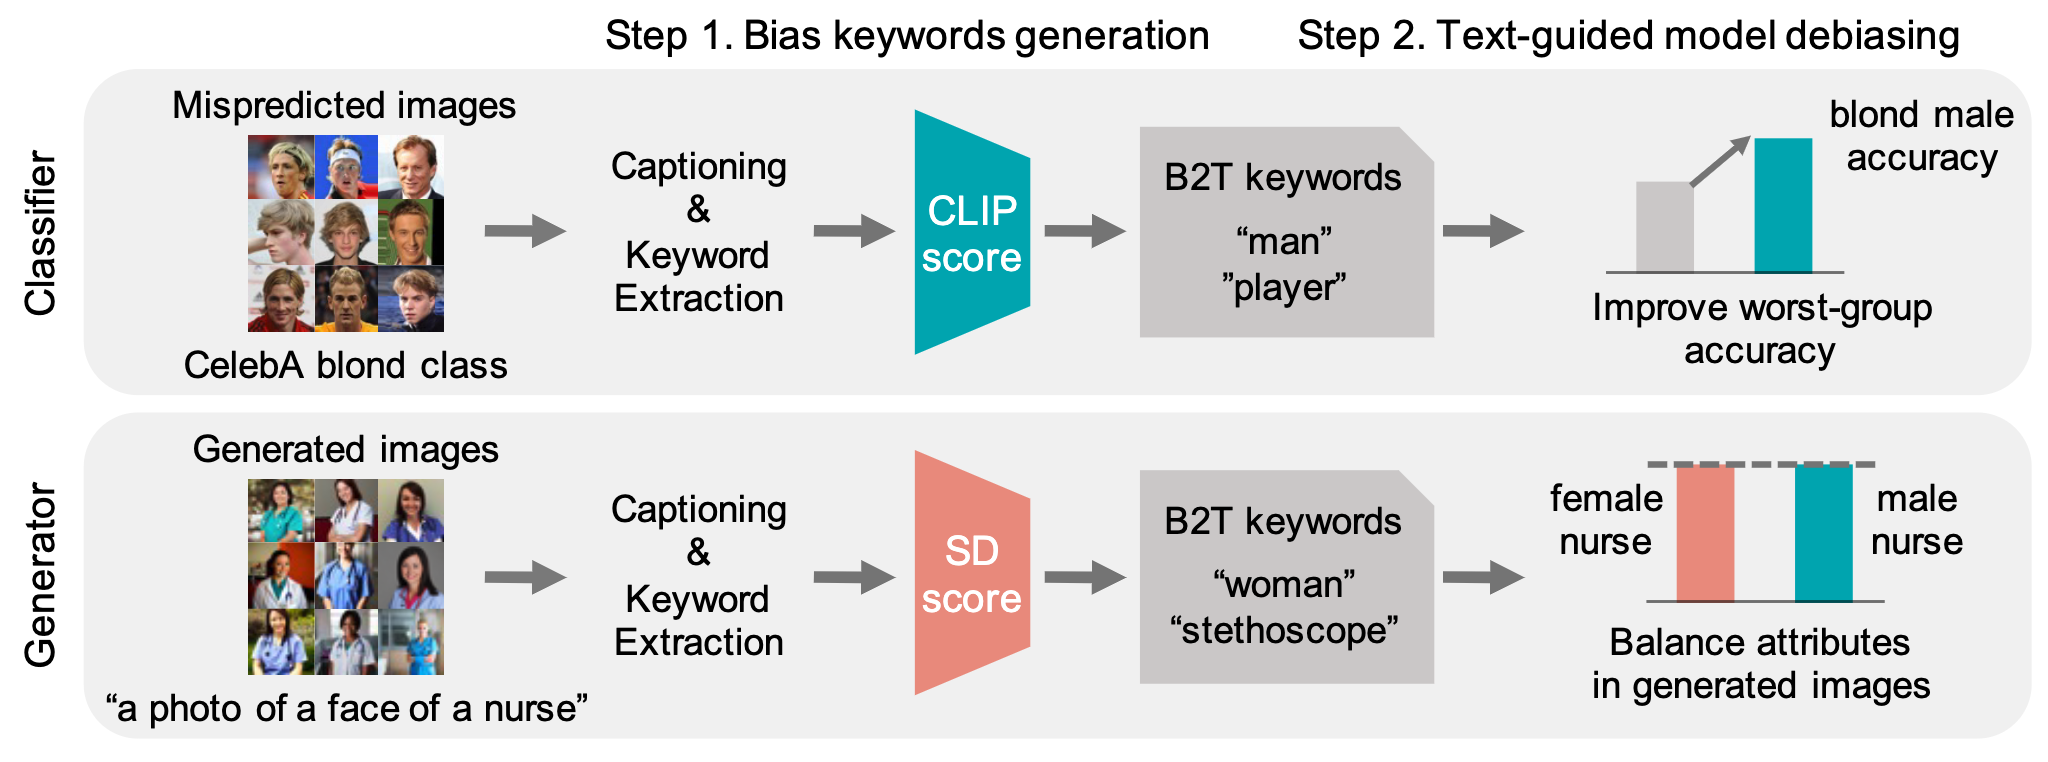 Step 1. Bias keywords generation
Step 2. Text-guided model debiasing
Classifier
Mispredicted images
CelebA blond class
Captioning
&
Keyword
Extraction
CLIP
score
B2T keywords
“man”
”player”
blond male
accuracy
Improve worst-group
accuracy
Generator
Generated images
“a photo of a face of a nurse”
Captioning
&
Keyword
Extraction
SD
score
B2T keywords
“woman”
“stethoscope”
female
nurse
male
nurse
Balance attributes
in generated images